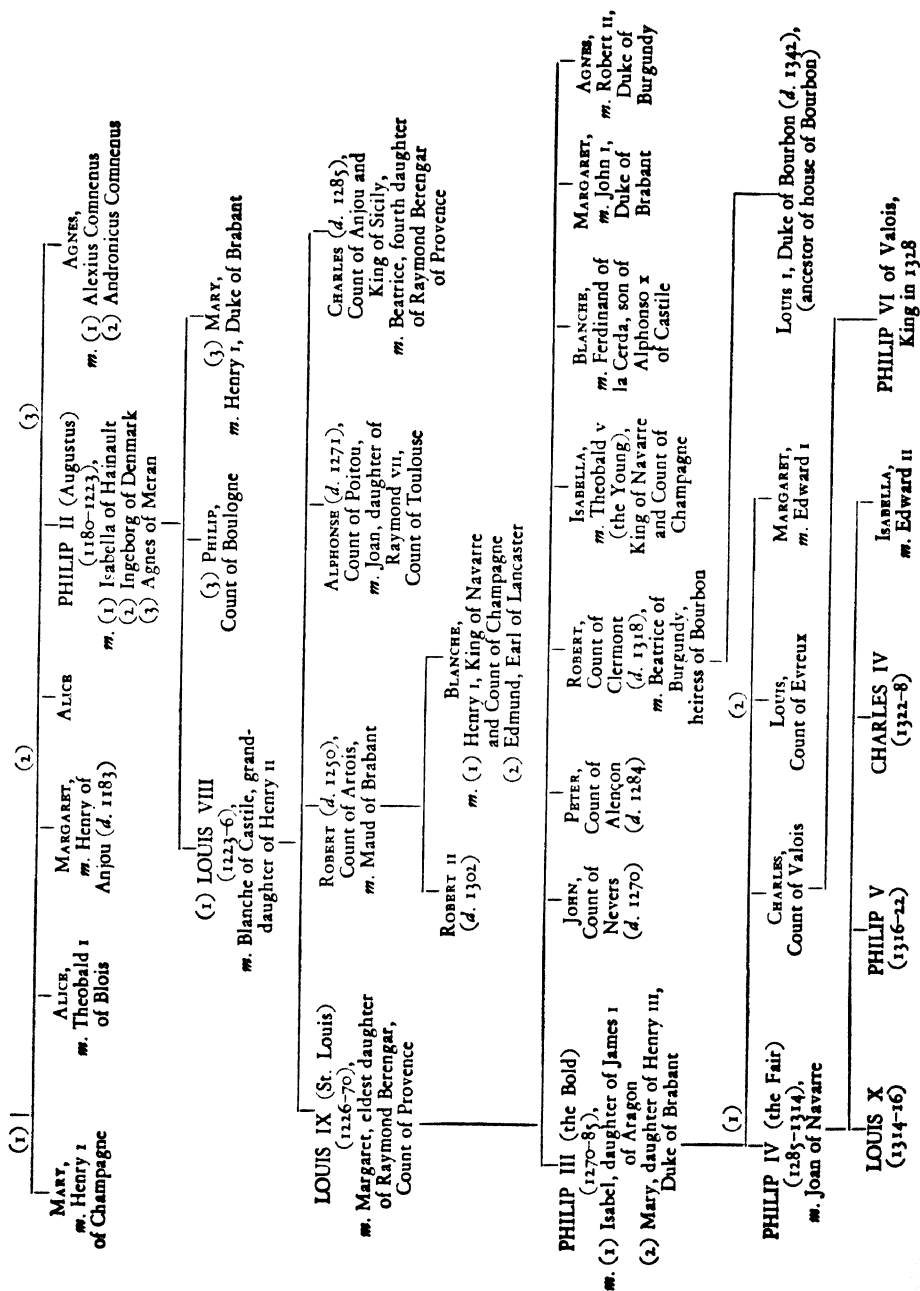 (1)
(2)
(3)
MARY,
m. Henry I
of Champagne
ALICE,
m. Theobald I
of Blois
MARGARET,
m. Henry of
Anjou (d. 1183)
ALICE
PHILIP II (Augustus)
(1180–1223),
m. (1) Isabella of Hainault
(2) Ingeborg of Denmark
(3) Agnes of Meran
AGNES,
m. (1) Alexius Comnenus
(2) Andronicus Comnenus
(1) LOUIS VIII
(1223–6),
m. Blanche of Castile, grand-
daughter of Henry II
(3) PHILIP,
Count of Boulogne
(3) MARY,
m. Henry I, Duke of Brabant
LOUIS IX (St. Louis)
(1226–70),
m. Margaret, eldest daughter
of Raymond Berengar,
Count of Provence
ROBERT (d. 1250),
Count of Artois,
m. Maud of Brabant
ALPHONSE (d. 1271),
Count of Poitou,
m. Joan, daughter of
Raymond VII,
Count of Toulouse
CHARLES (d. 1285),
Count of Anjou and
King of Sicily,
m. Beatrice, fourth daughter
of Raymond Berengar
of Provence
ROBERT II
(d. 1302)
BLANCHE,
m. (1) Henry I, King of Navarre
and Count of Champagne
(2) Edmund, Earl of Lancaster
PHILIP III (the Bold)
(1270–85),
m. (1) Isabel, daughter of James I
of Aragon
(2) Mary, daughter of Henry III,
Duke of Brabant
JOHN,
Count of
Nevers
(d. 1270)
PETER,
Count of
Alençon
(d. 1284)
ROBERT,
Count of
Clermont
(d. 1318),
m. Beatrice of
Burgundy,
heiress of Bourbon
ISABELLA,
m. Theobald V
(the Young),
King of Navarre
and Count of
Champagne
BLANCHE,
m. Ferdinand of
la Cerda, son of
Alphonso X
of Castile
MARGARET,
m. John I,
Duke of
Brabant
AGNES,
m. Robert II,
Duke of
Burgundy
(1)
(2)
PHILIP IV (the Fair)
(1285–1314),
m. Joan of Navarre
CHARLES,
Count of Valois
LOUIS,
Count of Evreux
MARGARET,
m. Edward I
LOUIS I, Duke of Bourbon (d. 1342),
(ancestor of house of Bourbon)
LOUIS X
(1314–16)
PHILIP V
(1316–22)
CHARLES IV
(1322–8)
ISABELLA,
m. Edward II
PHILIP VI of Valois,
King in 1328